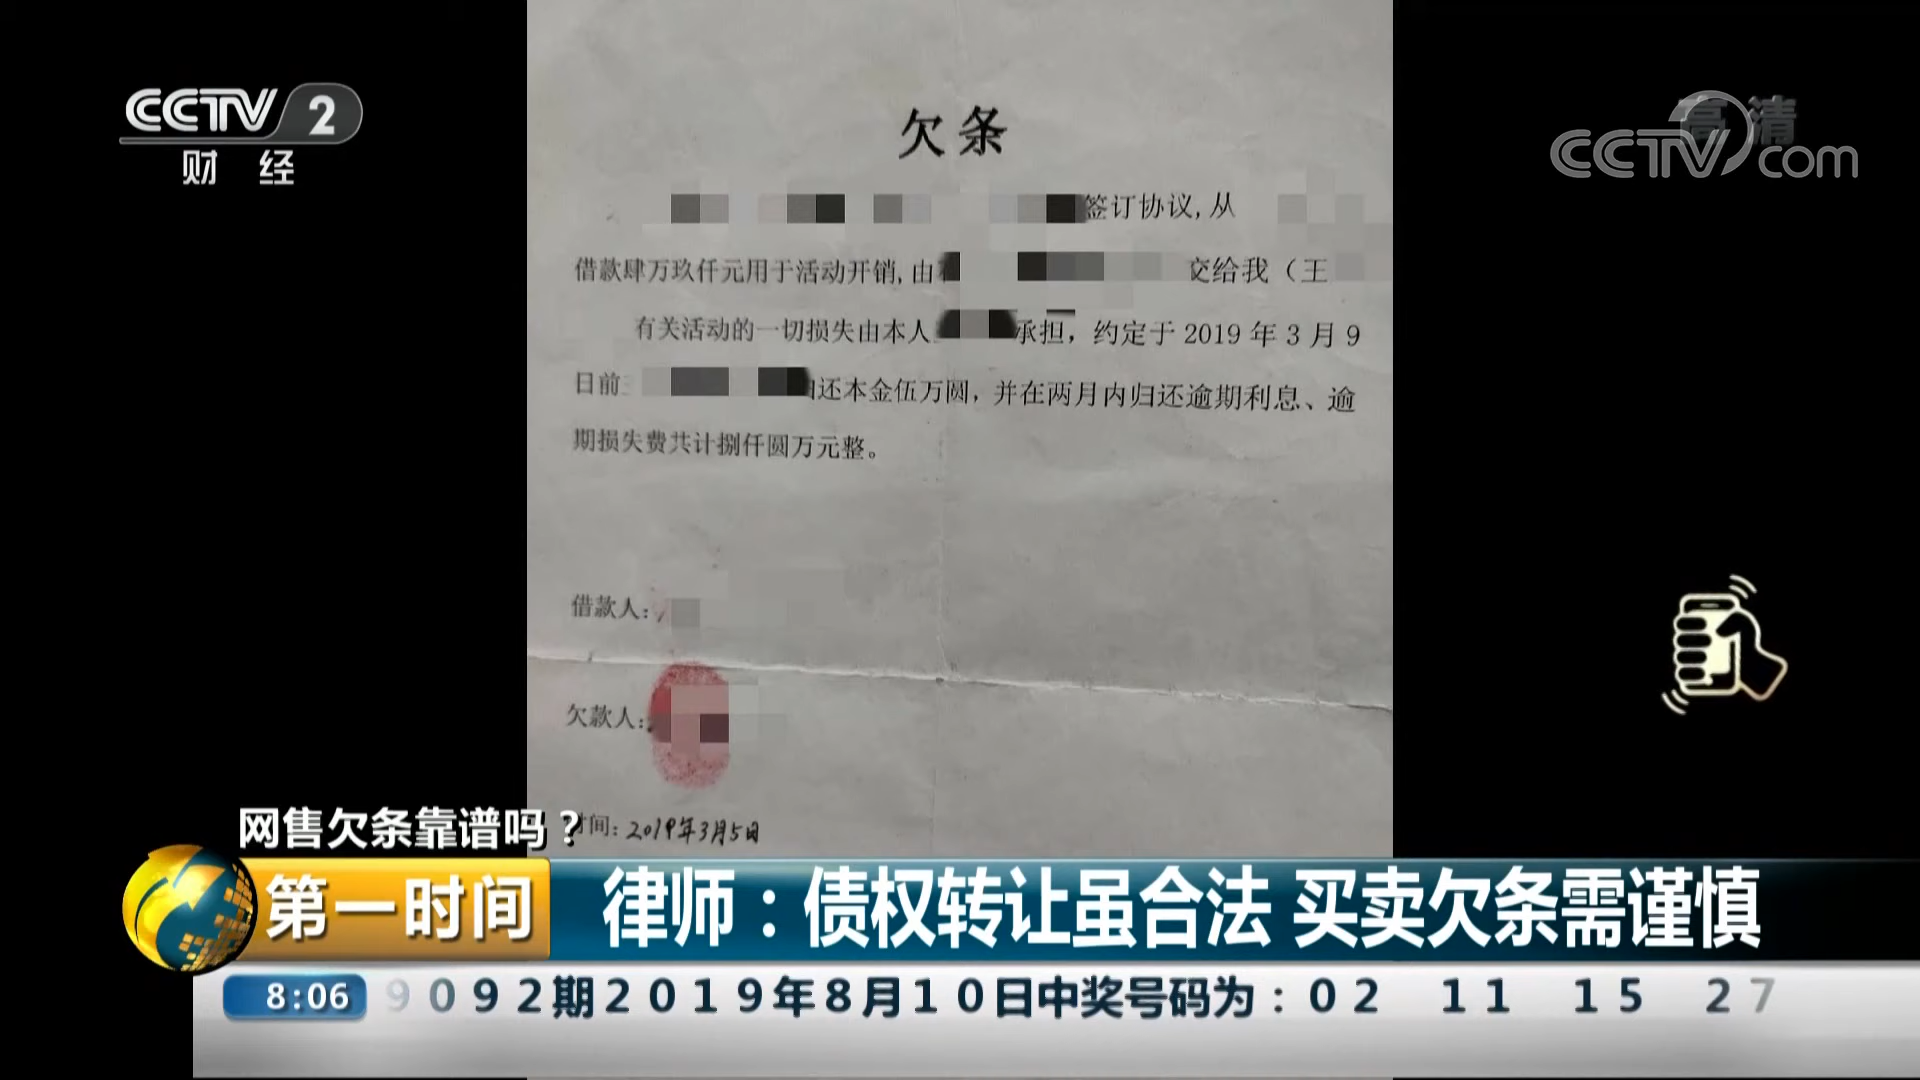 CCTV 2
财 经
高清
CCTV com
欠条
签订协议,从
借款肆万玖仟元用于活动开销,由 交给我（王
有关活动的一切损失由本人 承担，约定于 2019 年 3 月 9
日前 还本金伍万圆，并在两月内归还逾期利息、逾
期损失费共计捌仟圆万元整。
借款人:
欠款人:
时间: 2019年3月5日
网售欠条靠谱吗？
第一时间
律师：债权转让虽合法 买卖欠条需谨慎
8:06
9092期2019年8月10日中奖号码为：02 11 15 27